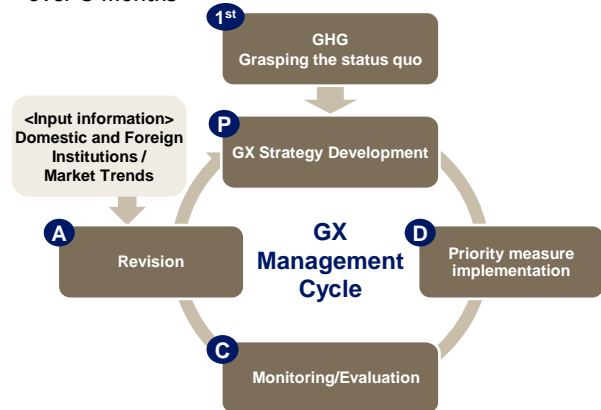 1st
GHG
Grasping the status quo
<Input information>
Domestic and Foreign
Institutions /
Market Trends
P
GX Strategy Development
A
Revision
GX
Management
Cycle
D
Priority measure
implementation
C
Monitoring/Evaluation